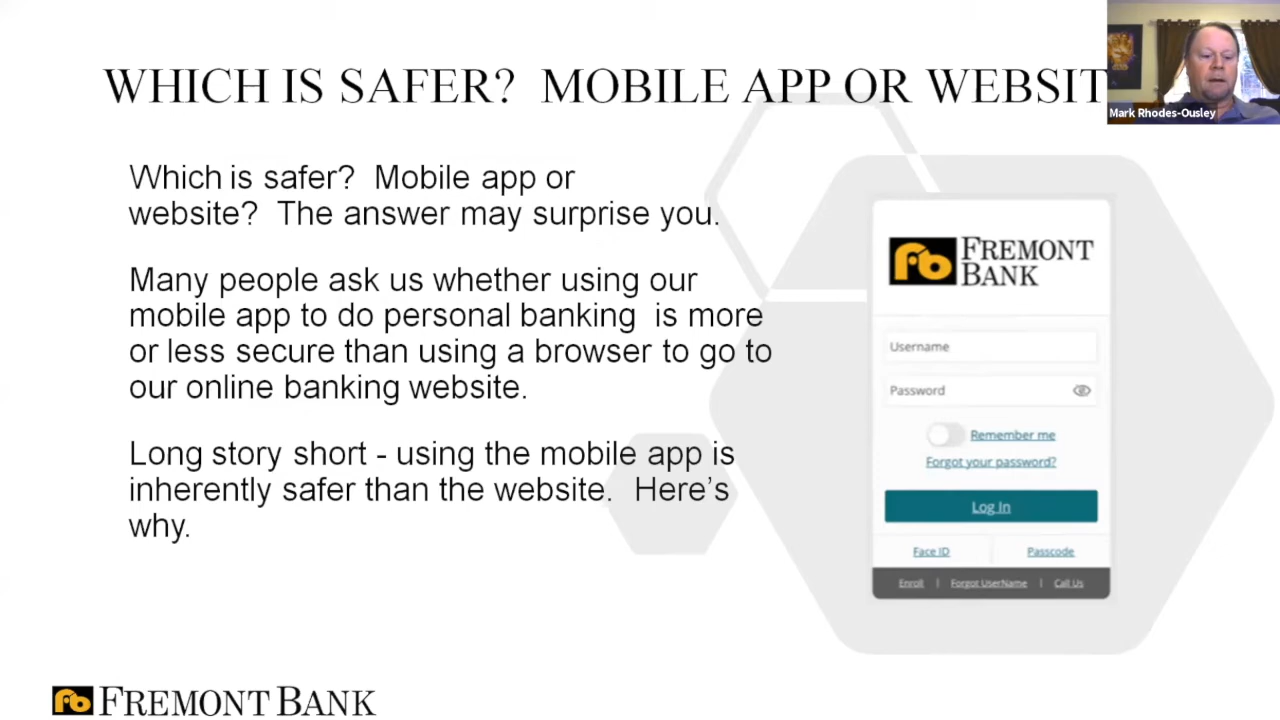 WHICH IS SAFER? MOBILE APP OR WEBSIT
Mark Rhodes-Ousley
Which is safer? Mobile app or
website? The answer may surprise you.
Many people ask us whether using our
mobile app to do personal banking is more
or less secure than using a browser to go to
our online banking website.
Long story short - using the mobile app is
inherently safer than the website. Here's
why.
fb FREMONT
BANK
Username
Password
Remember me
Forgot your password?
Log In
Face ID
Passcode
Enroll | Forgot UserName | Call Us
fb FREMONT BANK